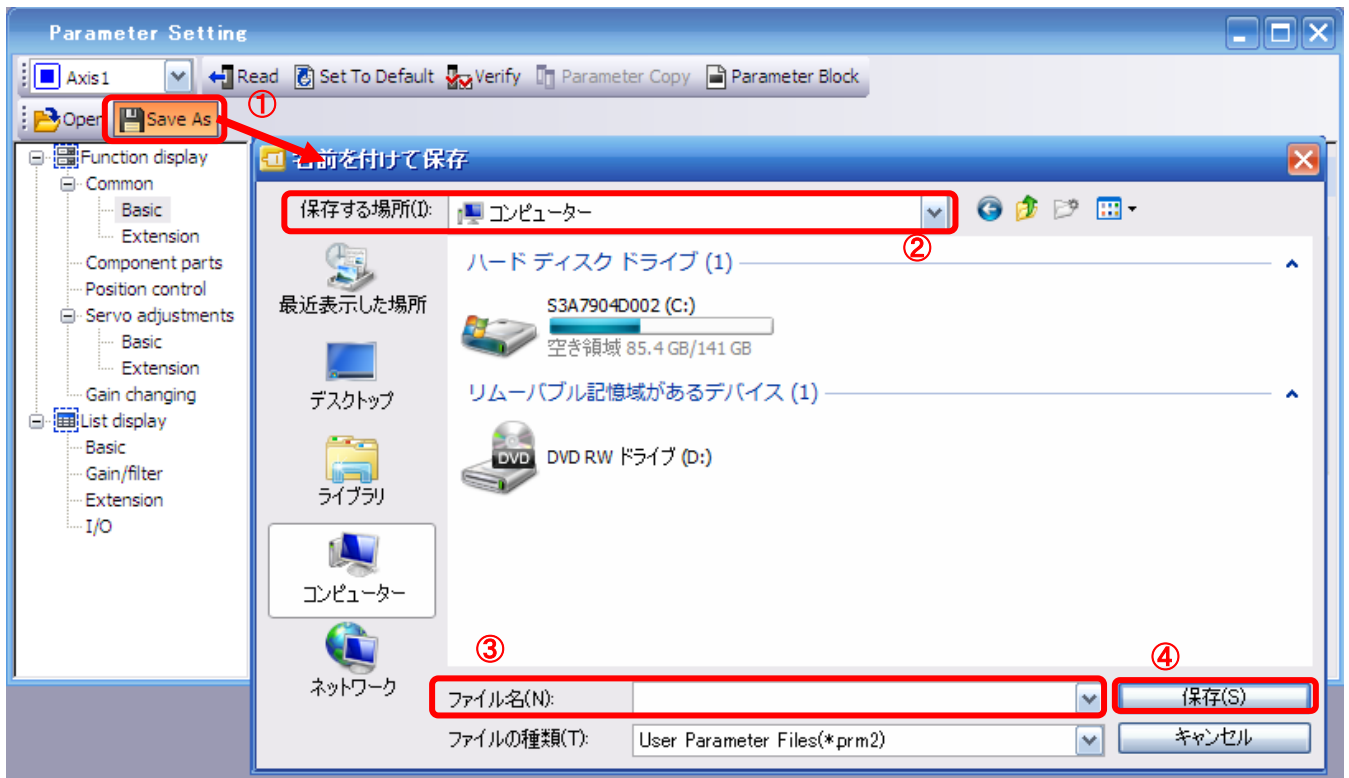 Parameter Setting
Axis1 Read Set To Default Verify Parameter Copy Parameter Block
①
Open Save As
Function display
Common
Basic
Extension
Component parts
Position control
Servo adjustments
Basic
Extension
Gain changing
List display
Basic
Gain/filter
Extension
I/O
名前を付けて保存
保存する場所(I): コンピューター
②
最近表示した場所
デスクトップ
ライブラリ
コンピューター
ネットワーク
ハード ディスク ドライブ (1)
S3A7904D002 (C:)
空き領域 85.4 GB/141 GB
リムーバブル記憶域があるデバイス (1)
DVD
DVD RW ドライブ (D:)
③
④
ファイル名(N): 保存(S)
ファイルの種類(T): User Parameter Files(*.prm2) キャンセル